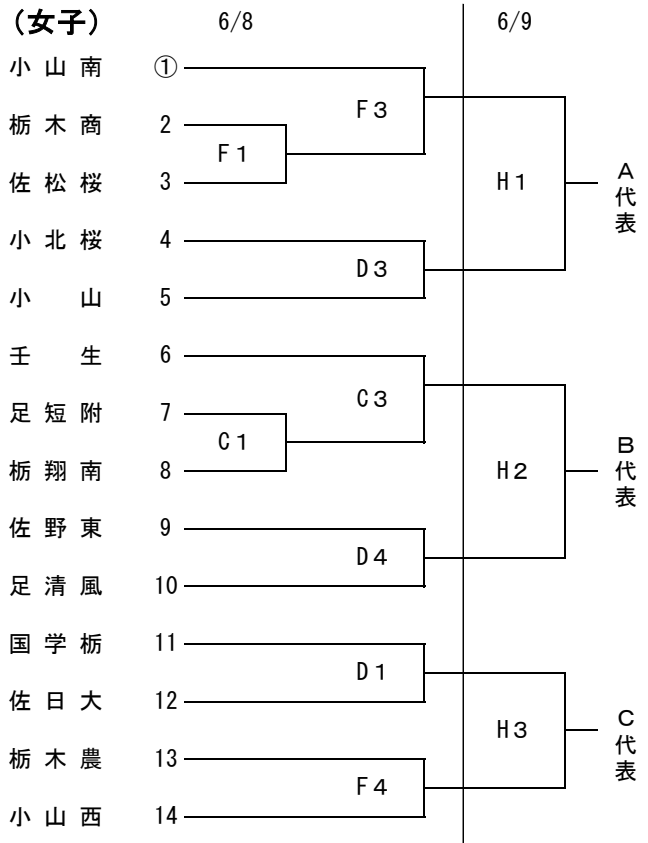 （女子） 6/8 6/9
小山南 ①
F3
栃木商 2
F1
佐松桜 3
H1
A代表
小北桜 4
D3
小山 5
壬生 6
C3
足短附 7
C1
栃翔南 8
H2
B代表
佐野東 9
D4
足清風 10
国学栃 11
D1
佐日大 12
H3
C代表
栃木農 13
F4
小山西 14